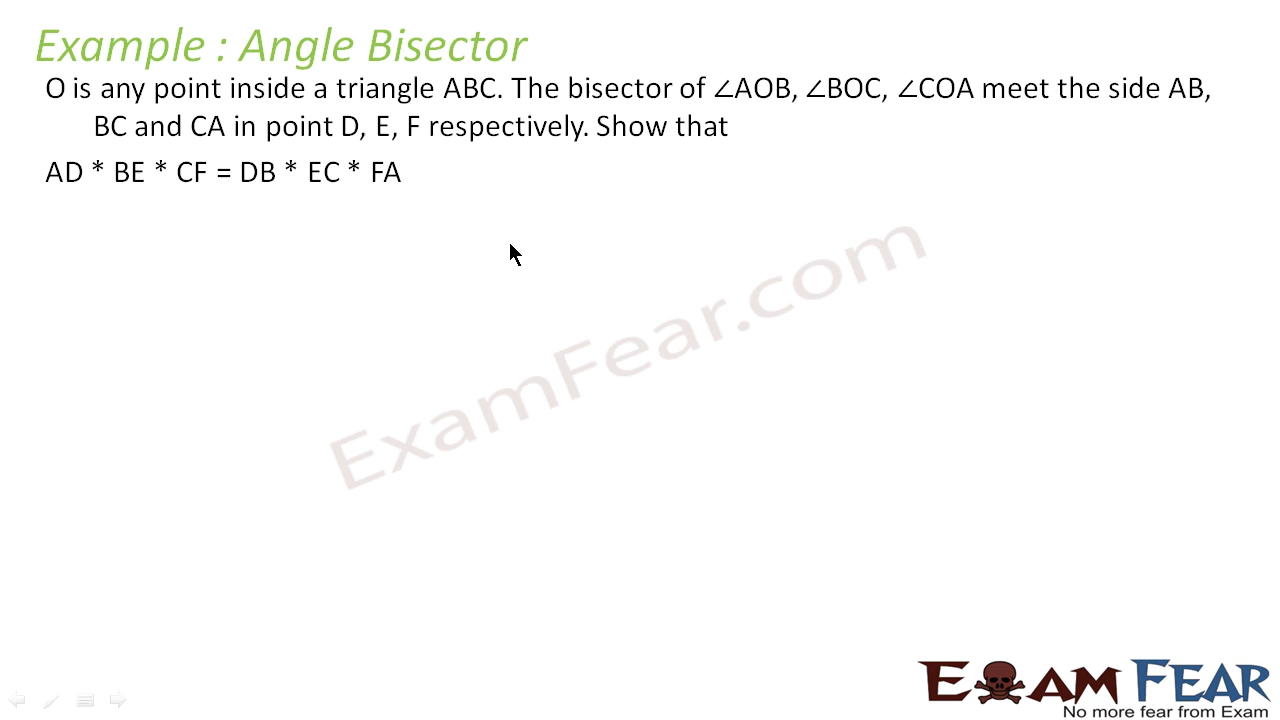 Example : Angle Bisector
O is any point inside a triangle ABC. The bisector of ∠AOB, ∠BOC, ∠COA meet the side AB,
BC and CA in point D, E, F respectively. Show that
AD * BE * CF = DB * EC * FA
ExamFear.com
EXAM FEAR
No more fear from Exam